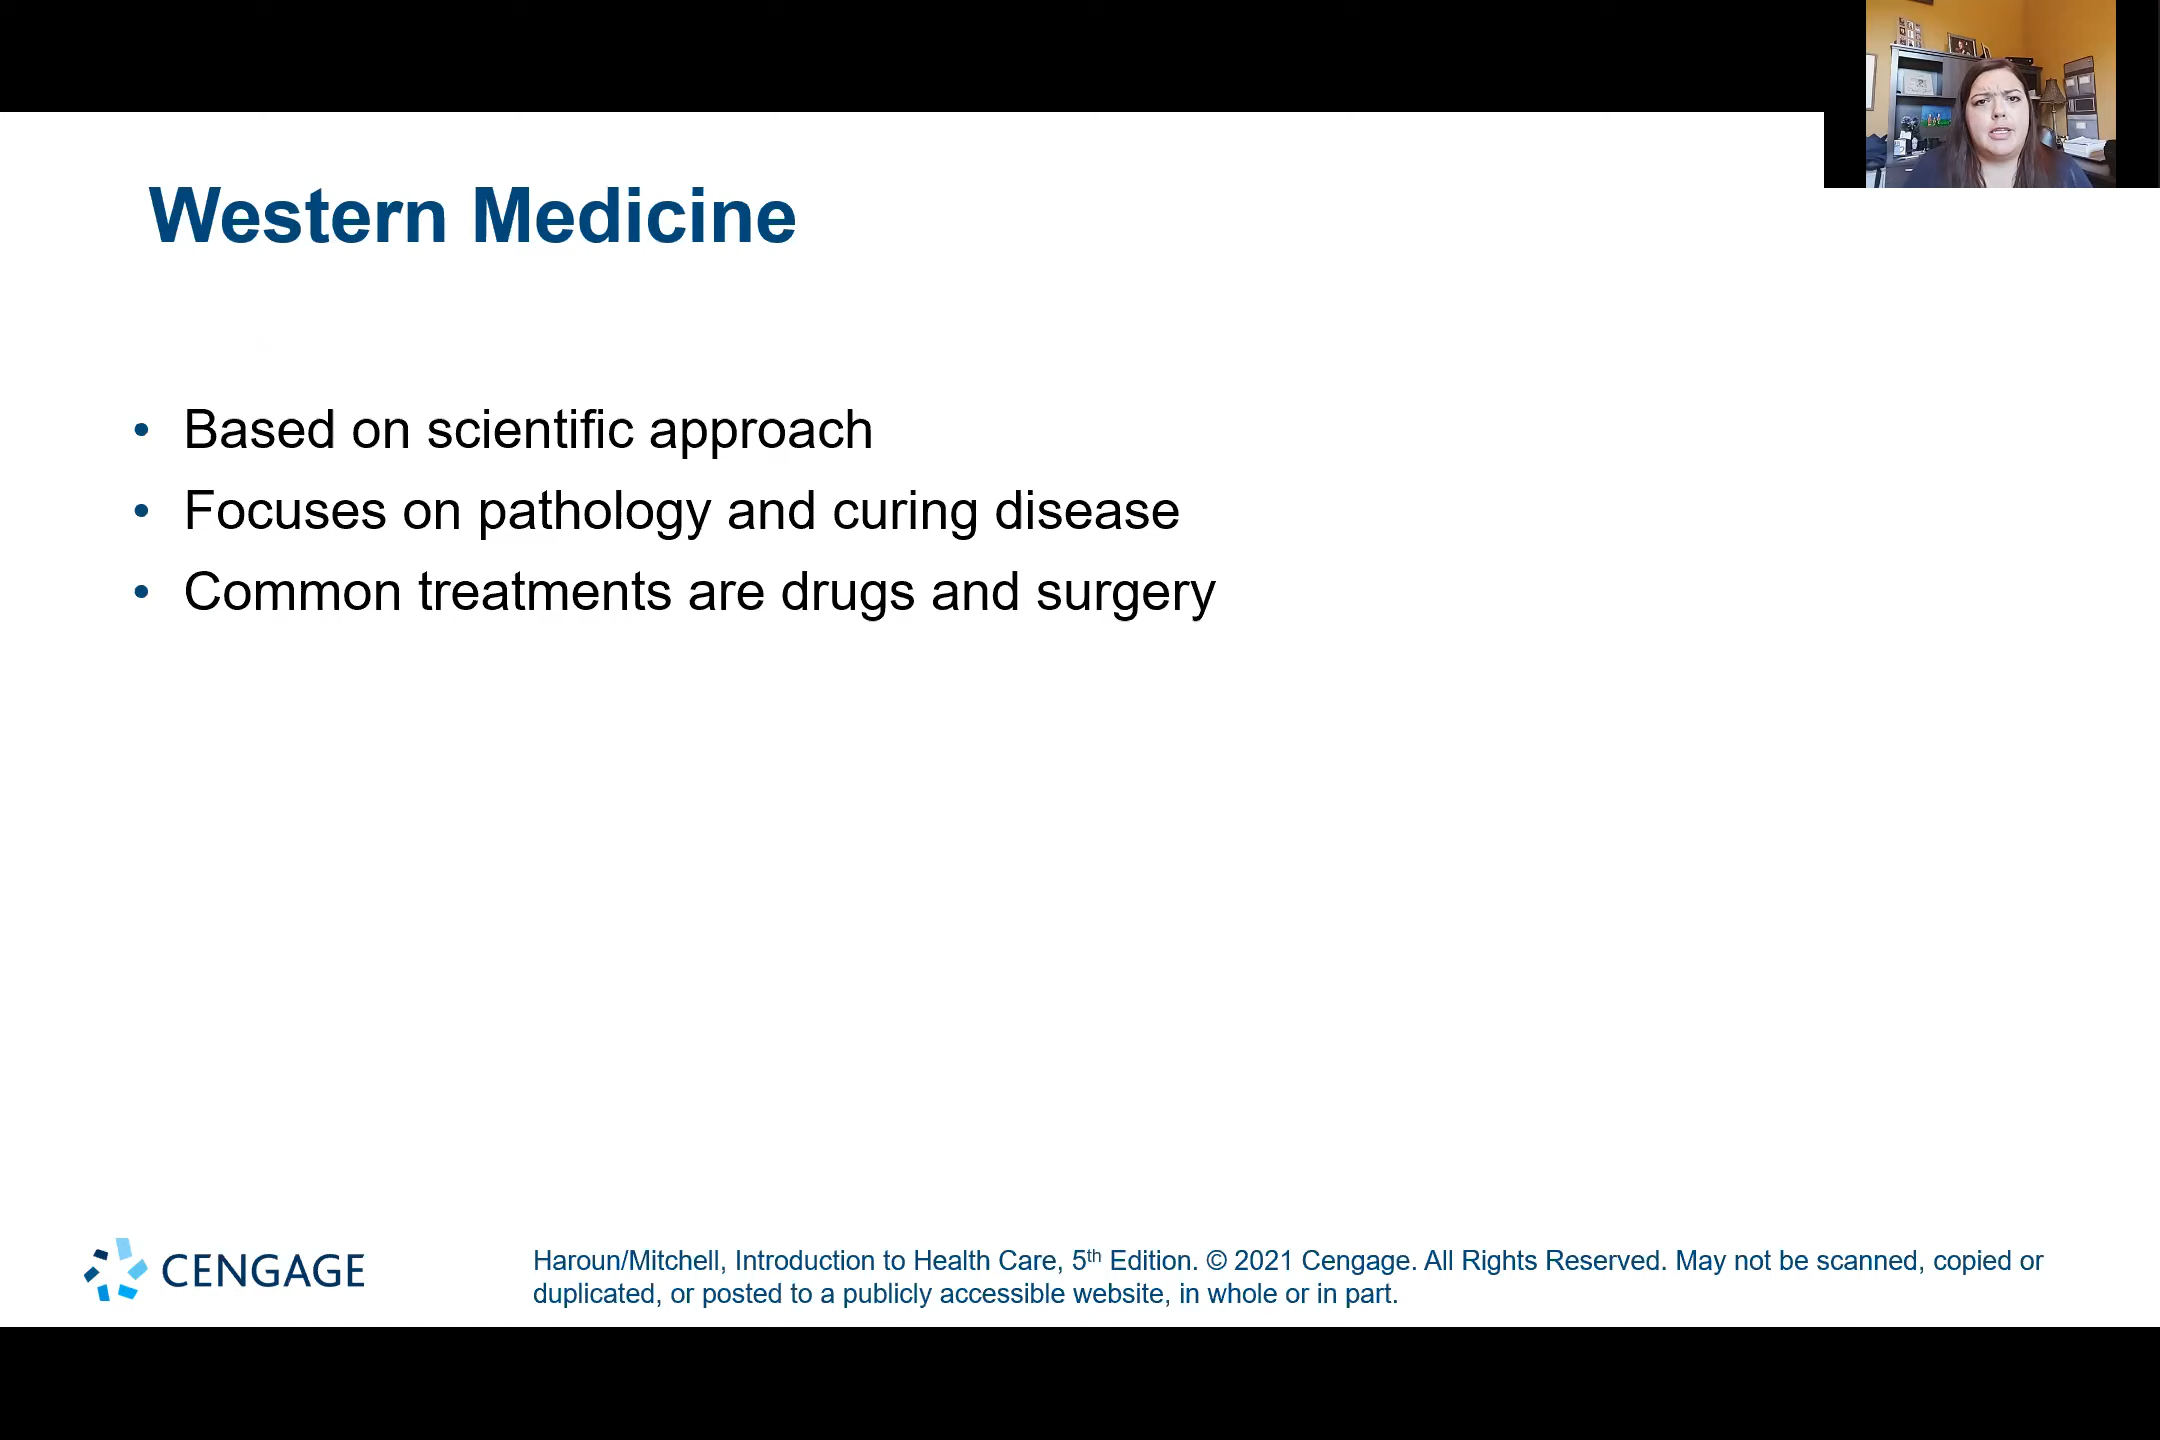 Western Medicine
• Based on scientific approach
• Focuses on pathology and curing disease
• Common treatments are drugs and surgery
CENGAGE
Haroun/Mitchell, Introduction to Health Care, 5th Edition. © 2021 Cengage. All Rights Reserved. May not be scanned, copied or
duplicated, or posted to a publicly accessible website, in whole or in part.